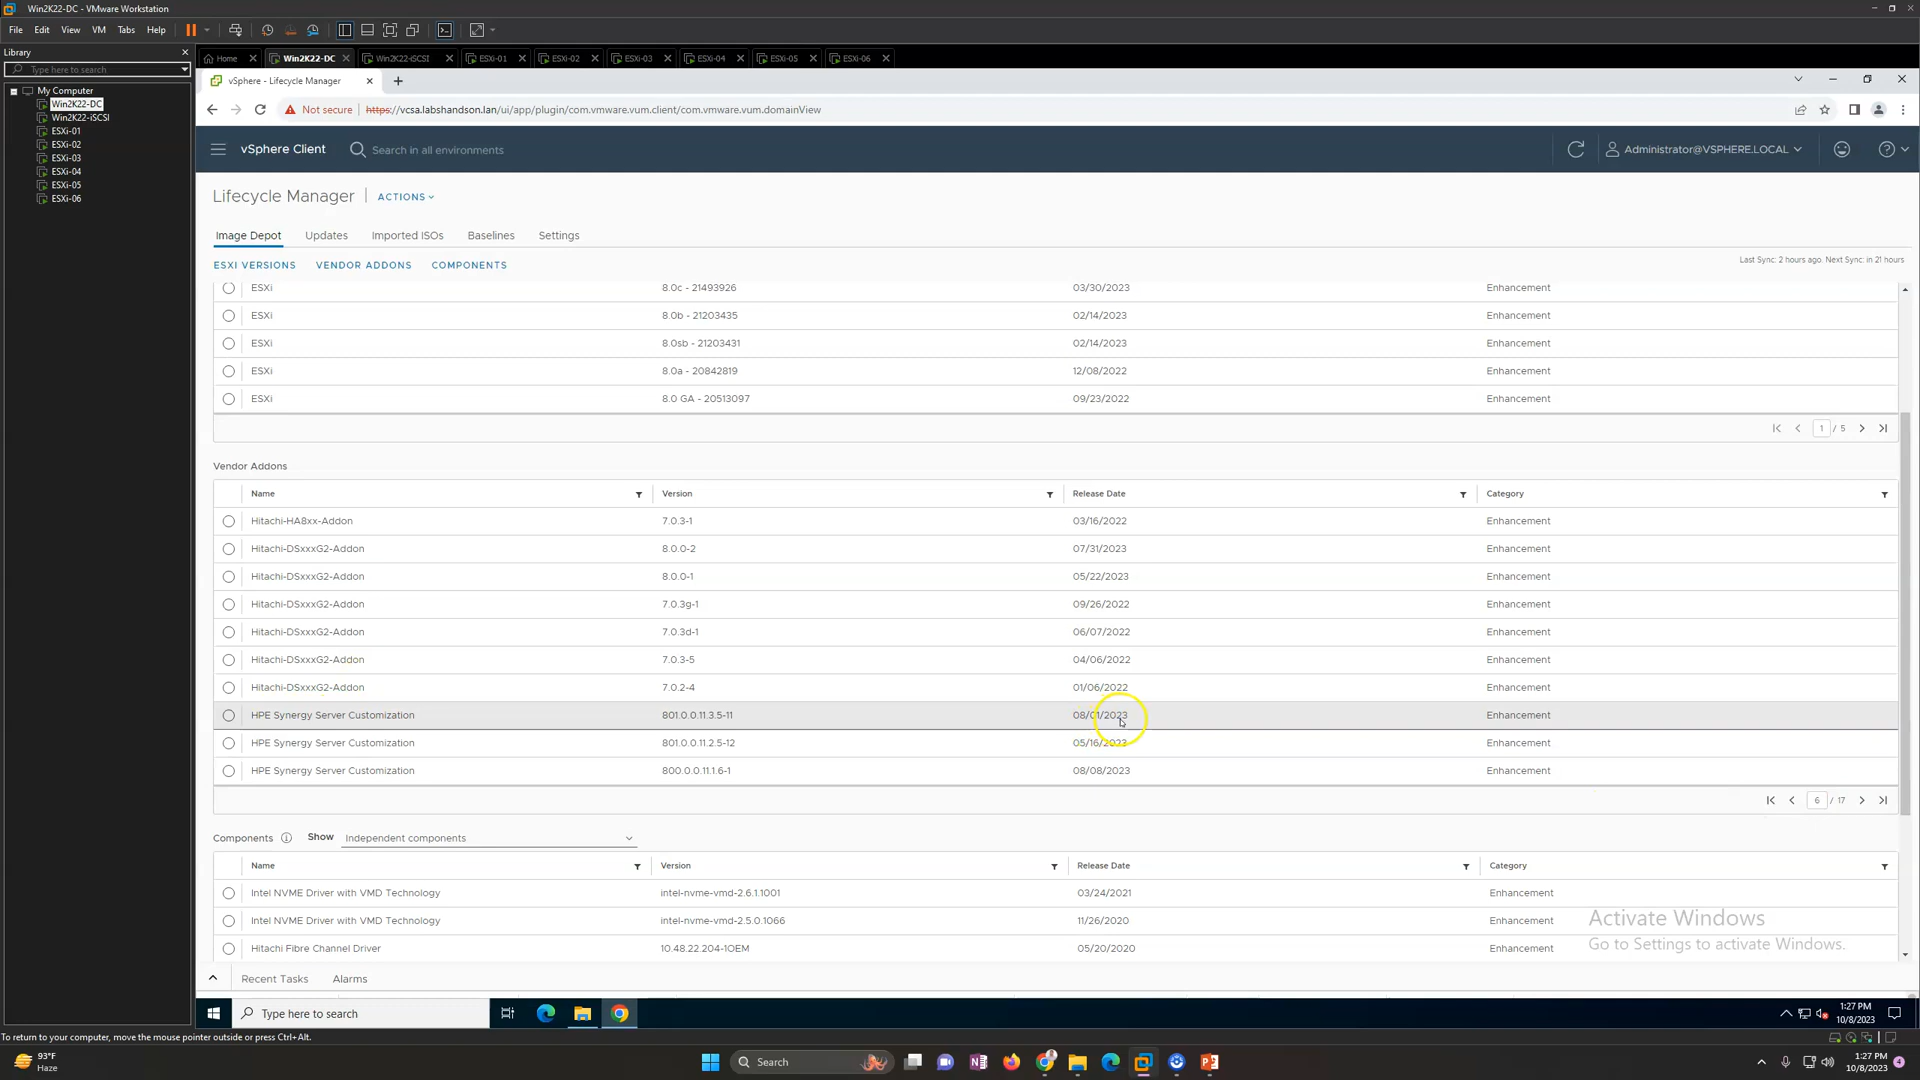 Win2K22-DC - VMware Workstation
File Edit View VM Tabs Help
Library
Type here to search
My Computer
Win2K22-DC
Win2K22-iSCSI
ESXi-01
ESXi-02
ESXi-03
ESXi-04
ESXi-05
ESXi-06
Home Win2K22-DC Win2K22-iSCSI ESXi-01 ESXi-02 ESXi-03 ESXi-04 ESXi-05 ESXi-06
vSphere - Lifecycle Manager
Not secure https://vcsa.labshandson.lan/ui/app/plugin/com.vmware.vum.client/com.vmware.vum.domainView
vSphere Client Search in all environments Administrator@VSPHERE.LOCAL
Lifecycle Manager ACTIONS
Image Depot Updates Imported ISOs Baselines Settings
ESXI VERSIONS VENDOR ADDONS COMPONENTS Last Sync: 2 hours ago. Next Sync: in 21 hours
ESXi 8.0c - 21493926 03/30/2023 Enhancement
ESXi 8.0b - 21203435 02/14/2023 Enhancement
ESXi 8.0sb - 21203431 02/14/2023 Enhancement
ESXi 8.0a - 20842819 12/08/2022 Enhancement
ESXi 8.0 GA - 20513097 09/23/2022 Enhancement
1 / 5
Vendor Addons
Name Version Release Date Category
Hitachi-HA8xx-Addon 7.0.3-1 03/16/2022 Enhancement
Hitachi-DSxxxG2-Addon 8.0.0-2 07/31/2023 Enhancement
Hitachi-DSxxxG2-Addon 8.0.0-1 05/22/2023 Enhancement
Hitachi-DSxxxG2-Addon 7.0.3g-1 09/26/2022 Enhancement
Hitachi-DSxxxG2-Addon 7.0.3d-1 06/07/2022 Enhancement
Hitachi-DSxxxG2-Addon 7.0.3-5 04/06/2022 Enhancement
Hitachi-DSxxxG2-Addon 7.0.2-4 01/06/2022 Enhancement
HPE Synergy Server Customization 801.0.0.11.3.5-11 08/01/2023 Enhancement
HPE Synergy Server Customization 801.0.0.11.2.5-12 05/16/2023 Enhancement
HPE Synergy Server Customization 800.0.0.11.1.6-1 08/08/2023 Enhancement
6 / 17
Components Show Independent components
Name Version Release Date Category
Intel NVME Driver with VMD Technology intel-nvme-vmd-2.6.1.1001 03/24/2021 Enhancement
Intel NVME Driver with VMD Technology intel-nvme-vmd-2.5.0.1066 11/26/2020 Enhancement
Hitachi Fibre Channel Driver 10.48.22.204-1OEM 05/20/2020 Enhancement
Activate Windows
Go to Settings to activate Windows.
Recent Tasks Alarms
Type here to search
1:27 PM
10/8/2023
To return to your computer, move the mouse pointer outside or press Ctrl+Alt.
93°F
Haze
Search
1:27 PM
10/8/2023
4